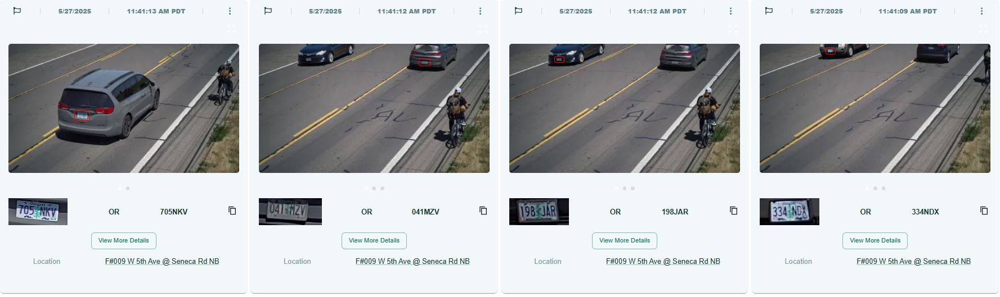 5/27/2025 11:41:13 AM PDT
705 NKV
OR 705NKV
View More Details
Location F#009 W 5th Ave @ Seneca Rd NB
5/27/2025 11:41:12 AM PDT
041 MZV
OR 041MZV
View More Details
Location F#009 W 5th Ave @ Seneca Rd NB
5/27/2025 11:41:12 AM PDT
198 JAR
OR 198JAR
View More Details
Location F#009 W 5th Ave @ Seneca Rd NB
5/27/2025 11:41:09 AM PDT
334 NDX
OR 334NDX
View More Details
Location F#009 W 5th Ave @ Seneca Rd NB